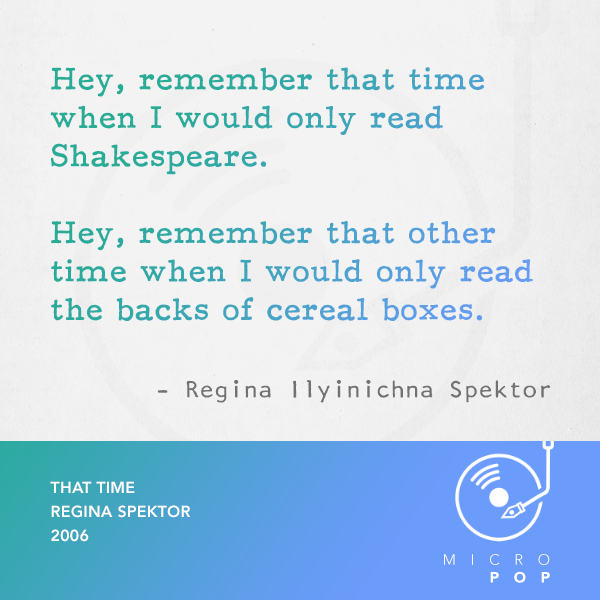 Hey, remember that time
when I would only read
Shakespeare.
Hey, remember that other
time when I would only read
the backs of cereal boxes.
– Regina Ilyinichna Spektor
THAT TIME
REGINA SPEKTOR
2006
MICRO
POP